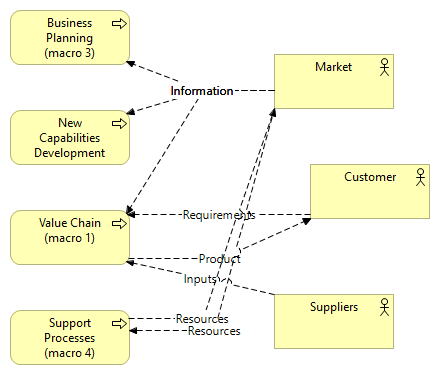 Business
Planning
(macro 3)
Market
Information
New
Capabilities
Development
Customer
Value Chain
(macro 1)
Requirements
Product
Inputs
Suppliers
Support
Processes
(macro 4)
Resources
Resources